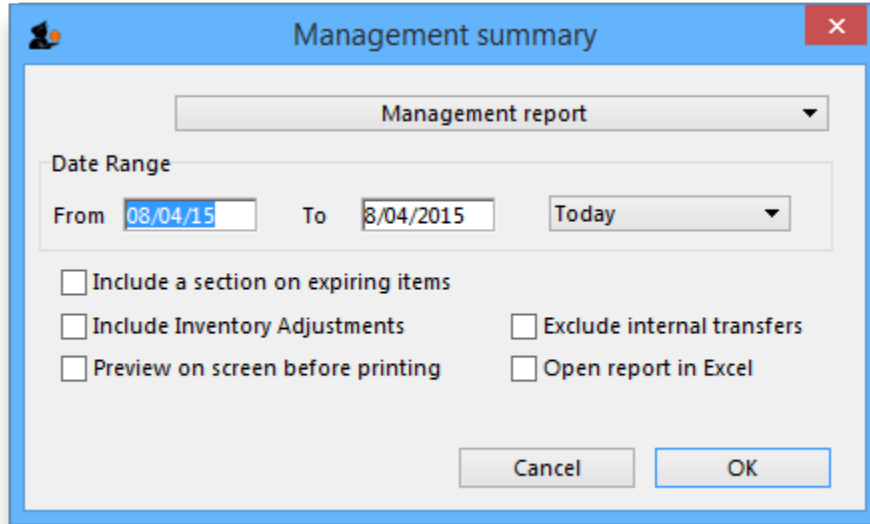 Management summary
Management report
Date Range
From 08/04/15 To 8/04/2015 Today
Include a section on expiring items
Include Inventory Adjustments Exclude internal transfers
Preview on screen before printing Open report in Excel
Cancel OK